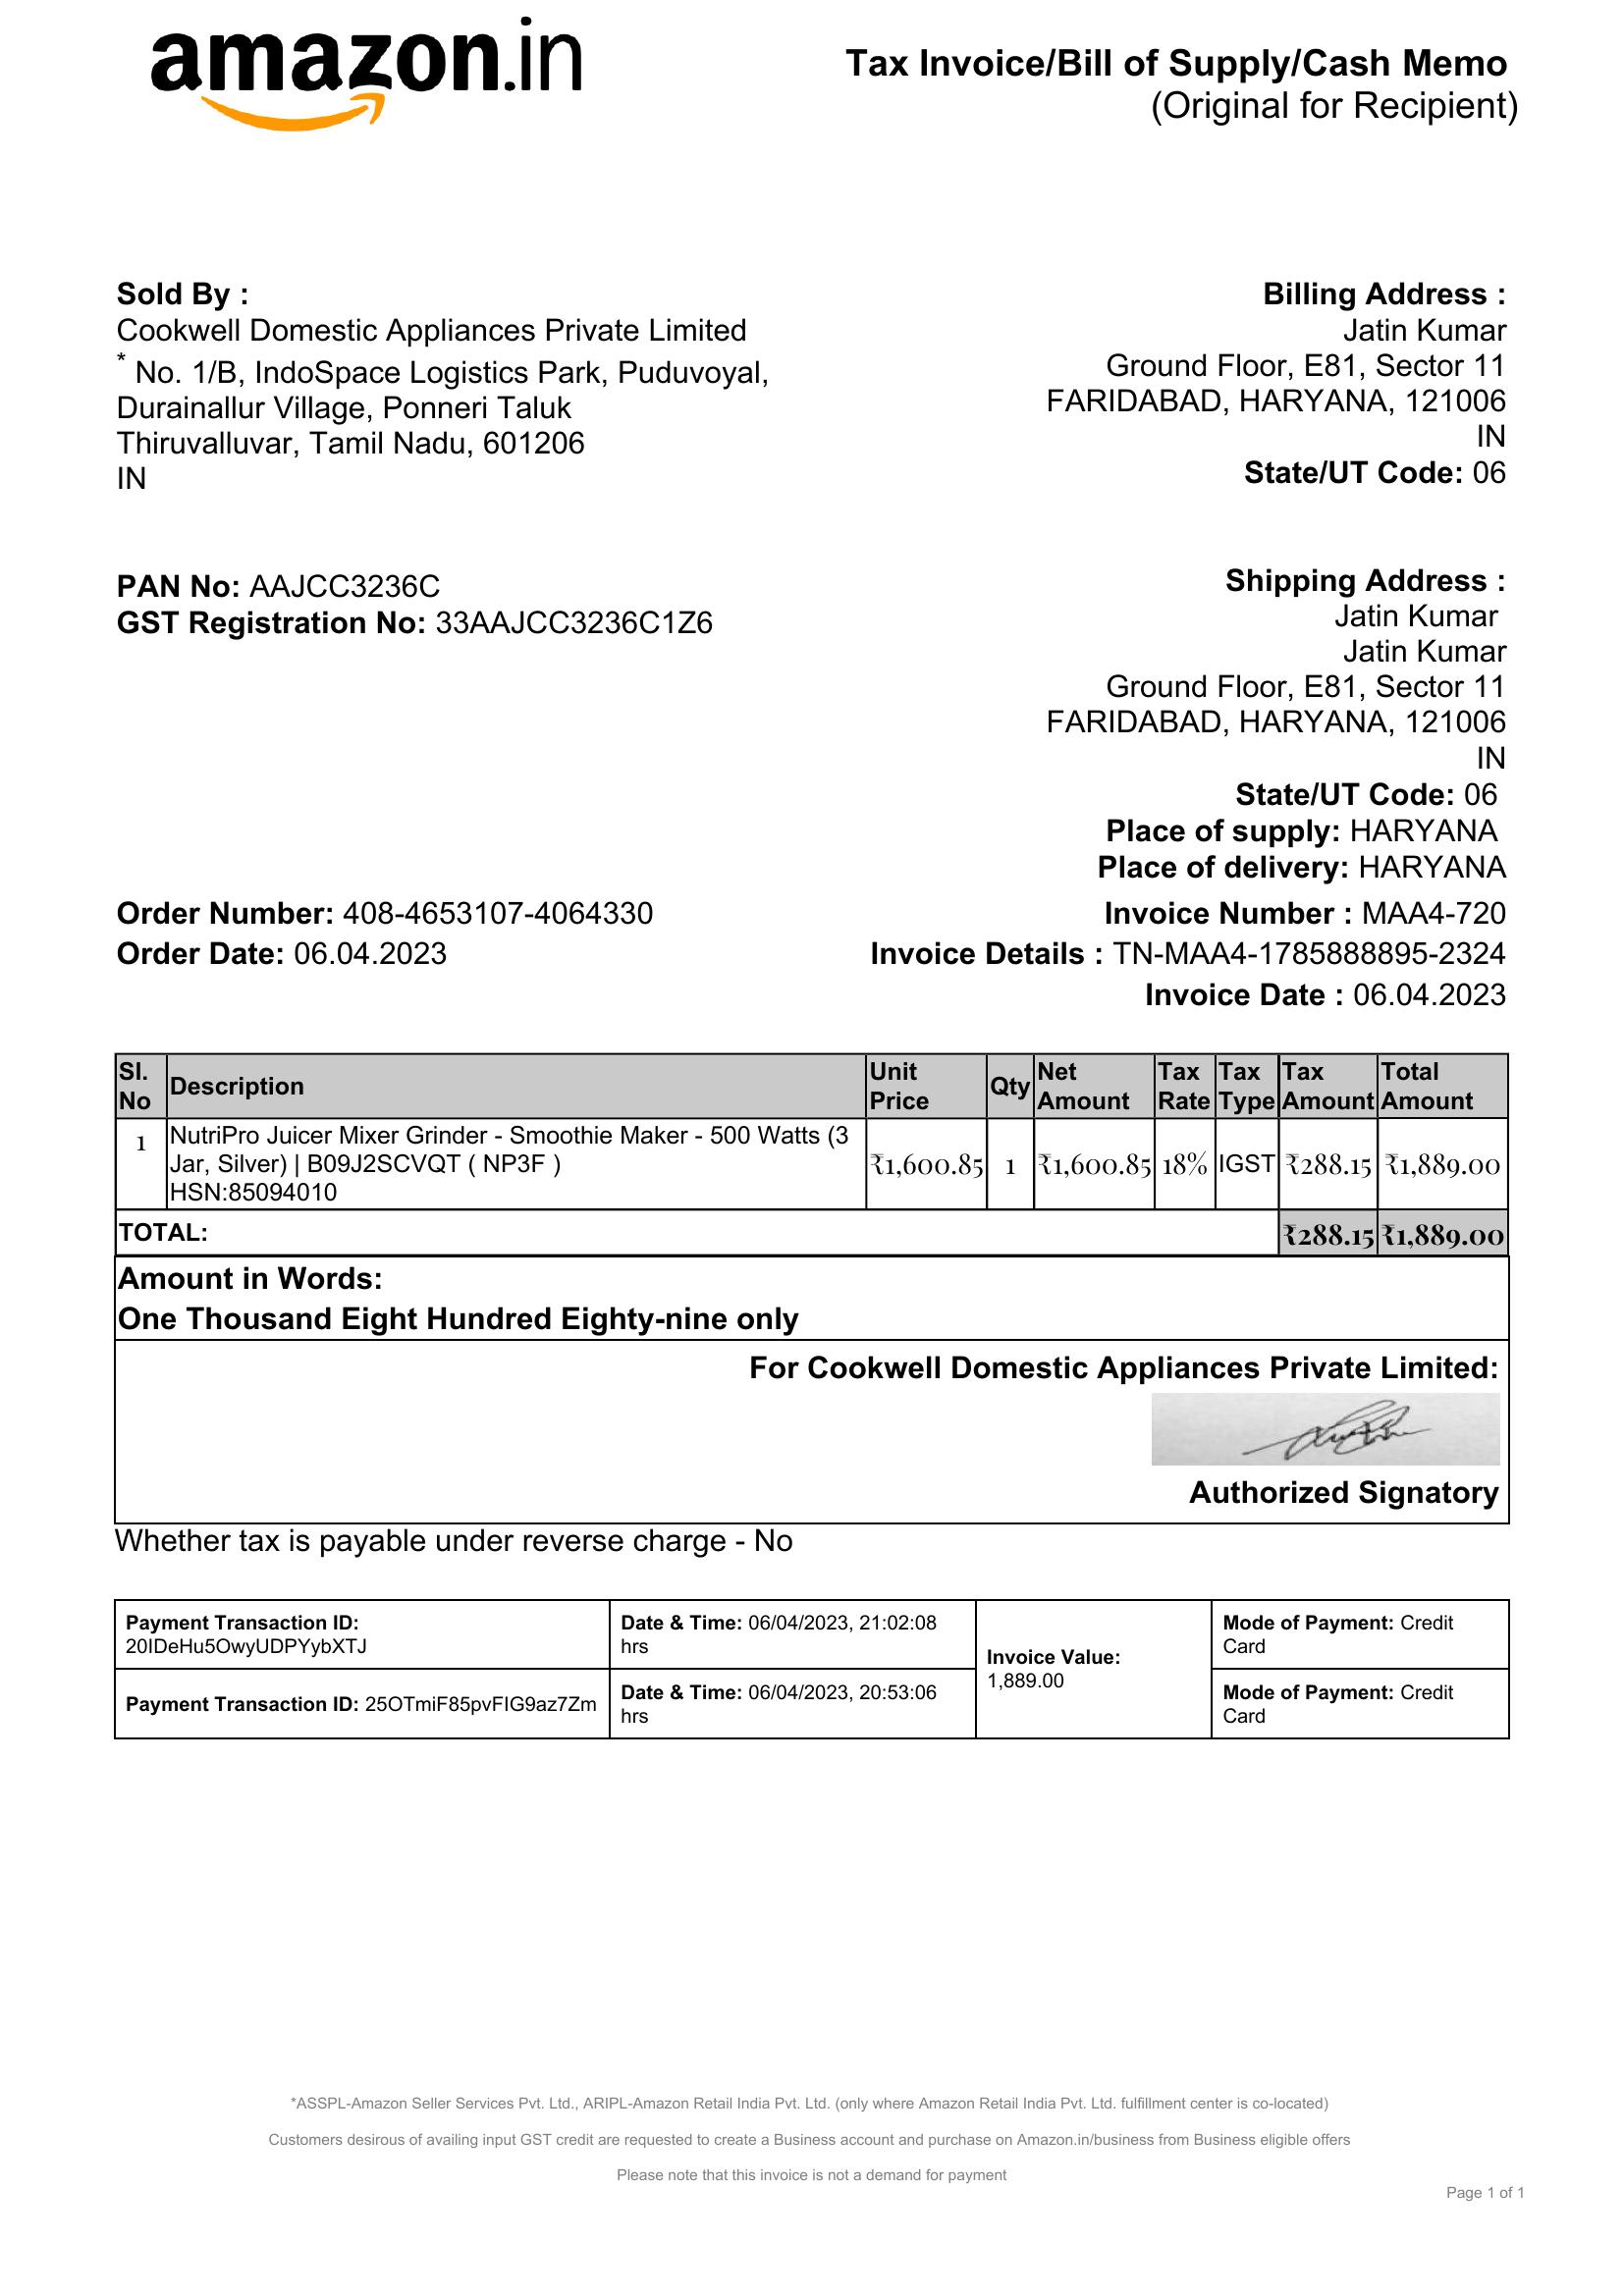 amazon.in
Tax Invoice/Bill of Supply/Cash Memo
(Original for Recipient)
Sold By :
Cookwell Domestic Appliances Private Limited
* No. 1/B, IndoSpace Logistics Park, Puduvoyal,
Durainallur Village, Ponneri Taluk
Thiruvalluvar, Tamil Nadu, 601206
IN
Billing Address :
Jatin Kumar
Ground Floor, E81, Sector 11
FARIDABAD, HARYANA, 121006
IN
State/UT Code: 06
PAN No: AAJCC3236C
GST Registration No: 33AAJCC3236C1Z6
Shipping Address :
Jatin Kumar
Jatin Kumar
Ground Floor, E81, Sector 11
FARIDABAD, HARYANA, 121006
IN
State/UT Code: 06
Place of supply: HARYANA
Place of delivery: HARYANA
Order Number: 408-4653107-4064330
Order Date: 06.04.2023
Invoice Number : MAA4-720
Invoice Details : TN-MAA4-1785888895-2324
Invoice Date : 06.04.2023
Sl. No Description Unit Price Qty Net Amount Tax Rate Tax Type Tax Amount Total Amount
1 NutriPro Juicer Mixer Grinder - Smoothie Maker - 500 Watts (3
Jar, Silver) | B09J2SCVQT ( NP3F ) ₹1,600.85 1 ₹1,600.85 18% IGST ₹288.15 ₹1,889.00
HSN:85094010
TOTAL: ₹288.15 ₹1,889.00
Amount in Words:
One Thousand Eight Hundred Eighty-nine only
For Cookwell Domestic Appliances Private Limited:
Authorized Signatory
Whether tax is payable under reverse charge - No
Payment Transaction ID:
20IDeHu5OwyUDPYybXTJ
Date & Time: 06/04/2023, 21:02:08
hrs
Invoice Value:
1,889.00
Mode of Payment: Credit
Card
Payment Transaction ID: 25OTmiF85pvFIG9az7Zm
Date & Time: 06/04/2023, 20:53:06
hrs
Mode of Payment: Credit
Card
*ASSPL-Amazon Seller Services Pvt. Ltd., ARIPL-Amazon Retail India Pvt. Ltd. (only where Amazon Retail India Pvt. Ltd. fulfillment center is co-located)
Customers desirous of availing input GST credit are requested to create a Business account and purchase on Amazon.in/business from Business eligible offers
Please note that this invoice is not a demand for payment
Page 1 of 1